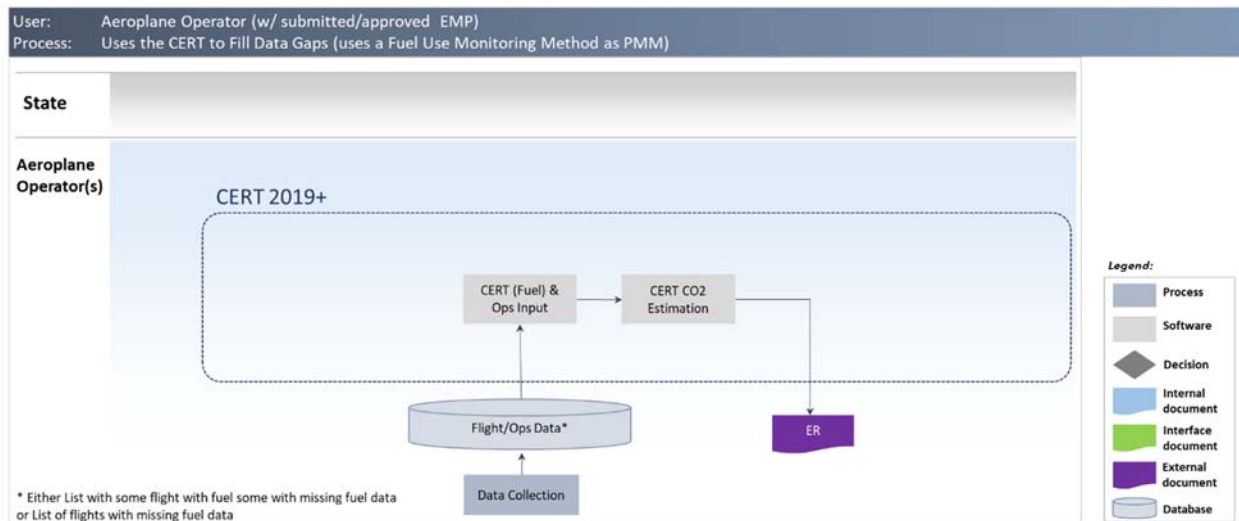 User: Aeroplane Operator (w/ submitted/approved EMP)
Process: Uses the CERT to Fill Data Gaps (uses a Fuel Use Monitoring Method as PMM)
State
Aeroplane
Operator(s)
CERT 2019+
CERT (Fuel) &
Ops Input
CERT CO2
Estimation
Flight/Ops Data*
ER
Data Collection
* Either List with some flight with fuel some with missing fuel data
or List of flights with missing fuel data
Legend:
Process
Software
Decision
Internal
document
Interface
document
External
document
Database